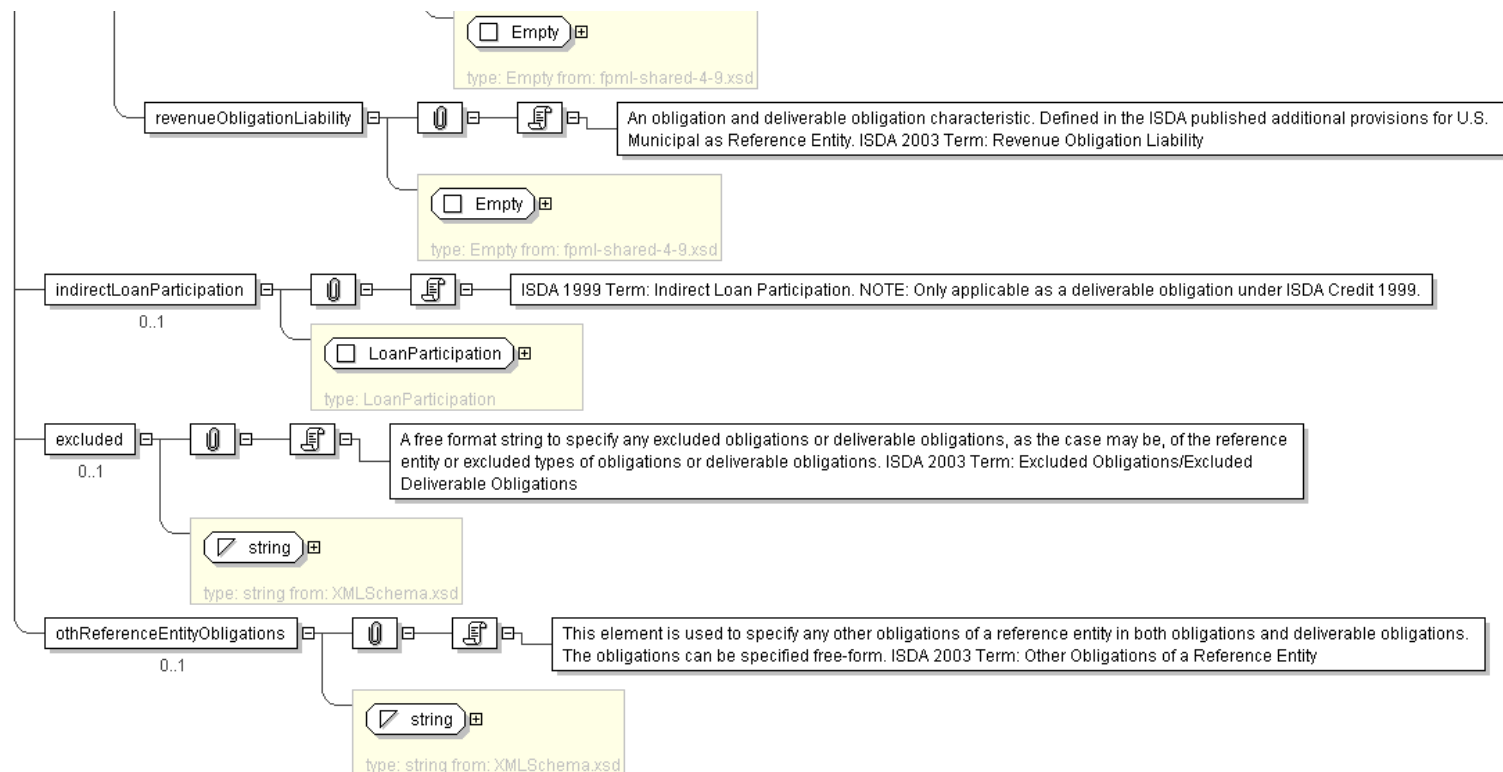 Empty
type: Empty from: fpml-shared-4-9.xsd
revenueObligationLiability
An obligation and deliverable obligation characteristic. Defined in the ISDA published additional provisions for U.S.
Municipal as Reference Entity. ISDA 2003 Term: Revenue Obligation Liability
Empty
type: Empty from: fpml-shared-4-9.xsd
indirectLoanParticipation
ISDA 1999 Term: Indirect Loan Participation. NOTE: Only applicable as a deliverable obligation under ISDA Credit 1999.
0..1
LoanParticipation
type: LoanParticipation
excluded
A free format string to specify any excluded obligations or deliverable obligations, as the case may be, of the reference
entity or excluded types of obligations or deliverable obligations. ISDA 2003 Term: Excluded Obligations/Excluded
Deliverable Obligations
0..1
string
type: string from: XMLSchema.xsd
othReferenceEntityObligations
This element is used to specify any other obligations of a reference entity in both obligations and deliverable obligations.
The obligations can be specified free-form. ISDA 2003 Term: Other Obligations of a Reference Entity
0..1
string
type: string from: XMLSchema.xsd